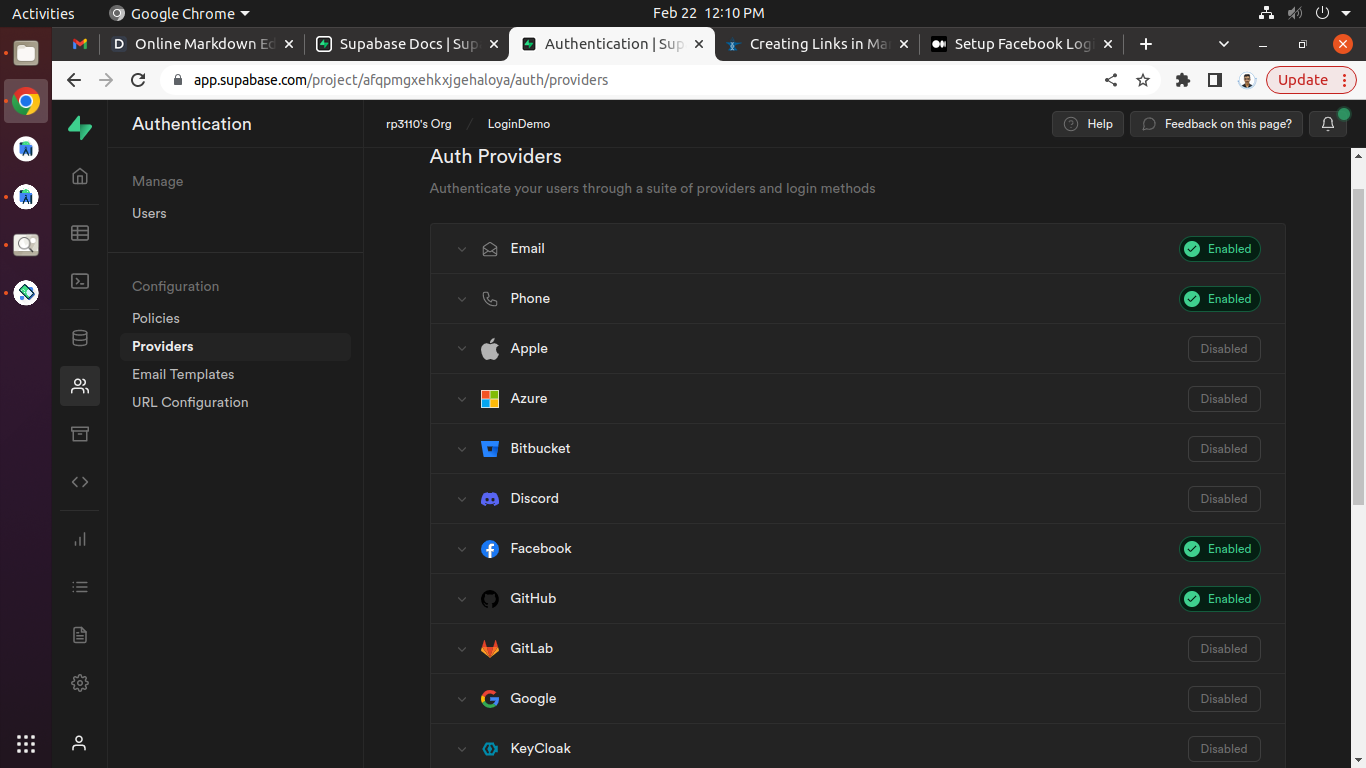 Activities
Google Chrome
Feb 22 12:10 PM
Online Markdown Ed
Supabase Docs | Sup
Authentication | Sup
Creating Links in Ma
Setup Facebook Logi
app.supabase.com/project/afqpmgxehkxjgehaloya/auth/providers
Update
Authentication
rp3110's Org / LoginDemo
Help
Feedback on this page?
Manage
Users
Configuration
Policies
Providers
Email Templates
URL Configuration
Auth Providers
Authenticate your users through a suite of providers and login methods
Email Enabled
Phone Enabled
Apple Disabled
Azure Disabled
Bitbucket Disabled
Discord Disabled
Facebook Enabled
GitHub Enabled
GitLab Disabled
Google Disabled
KeyCloak Disabled